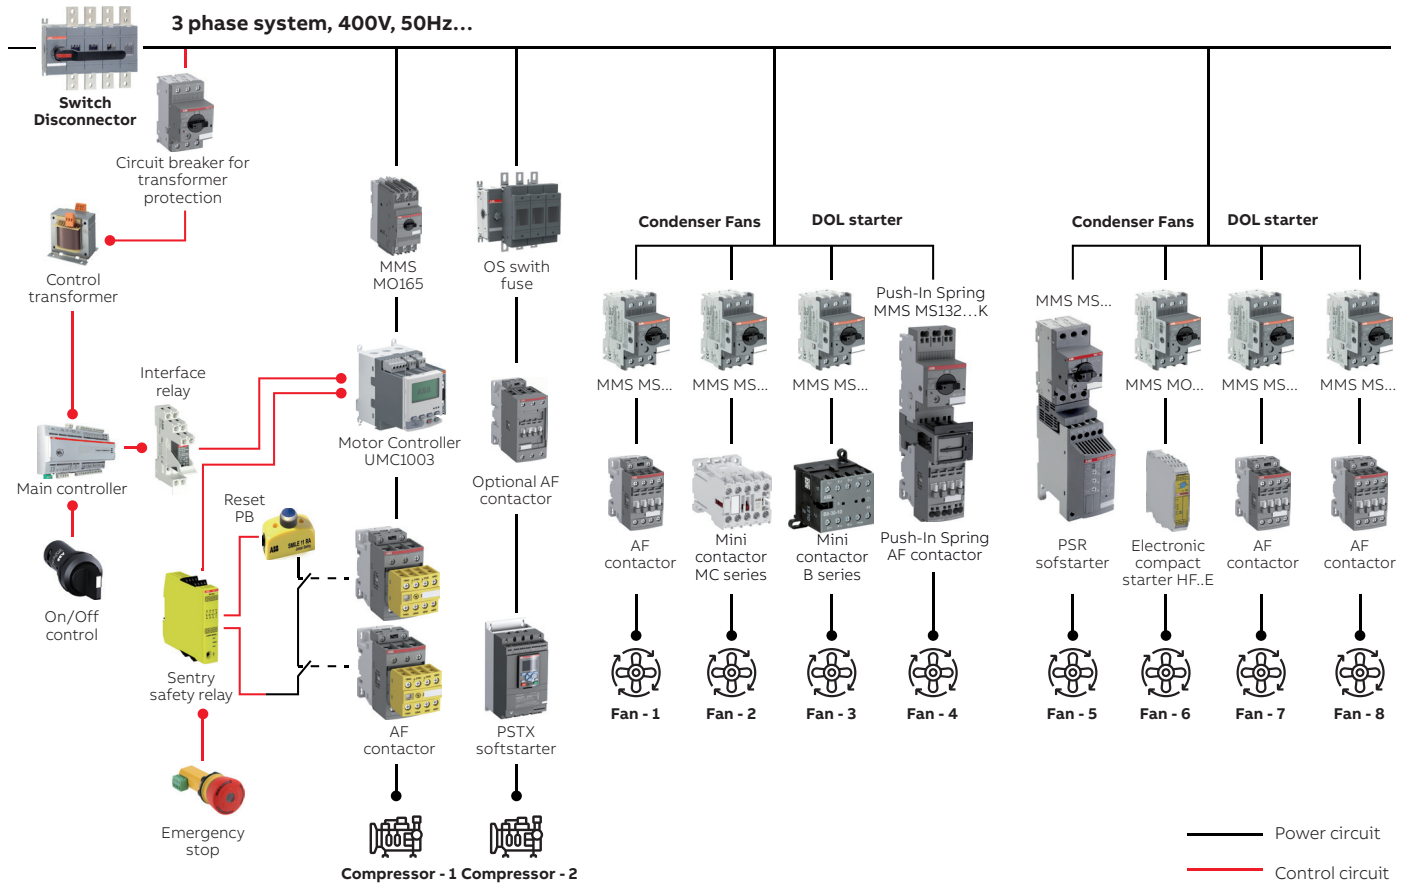 3 phase system, 400V, 50Hz...
Switch
Disconnector
Circuit breaker for
transformer
protection
Control
transformer
Interface
relay
Main controller
On/Off
control
Reset
PB
Sentry
safety relay
Emergency
stop
MMS
MO165
Motor Controller
UMC1003
AF
contactor
Compressor - 1
OS swith
fuse
Optional AF
contactor
PSTX
softstarter
Compressor - 2
Condenser Fans
DOL starter
MMS MS...
AF
contactor
Fan - 1
MMS MS...
Mini
contactor
MC series
Fan - 2
MMS MS...
Mini
contactor
B series
Fan - 3
Push-In Spring
MMS MS132...K
Push-In Spring
AF contactor
Fan - 4
Condenser Fans
DOL starter
MMS MS...
PSR
sofstarter
Fan - 5
MMS MO...
Electronic
compact
starter HF..E
Fan - 6
MMS MS...
AF
contactor
Fan - 7
MMS MS...
AF
contactor
Fan - 8
Power circuit
Control circuit
ABB
SMILE 11 RA